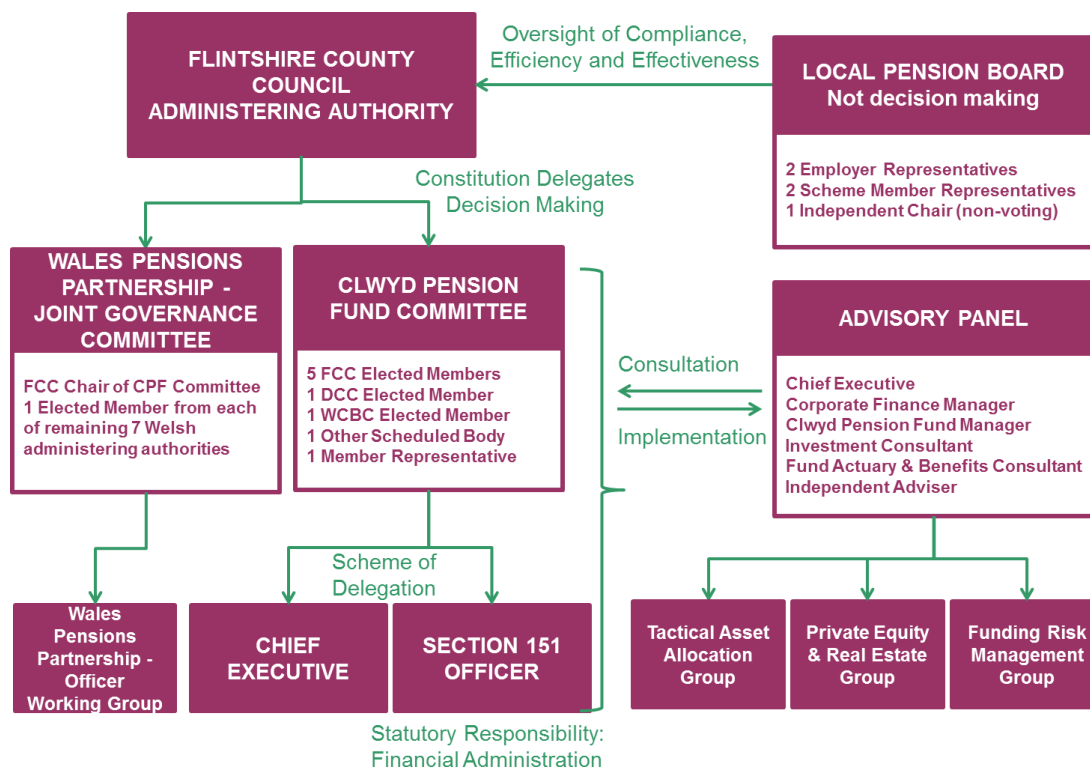 FLINTSHIRE COUNTY
COUNCIL
ADMINISTERING AUTHORITY
Oversight of Compliance,
Efficiency and Effectiveness
LOCAL PENSION BOARD
Not decision making
2 Employer Representatives
2 Scheme Member Representatives
1 Independent Chair (non-voting)
Constitution Delegates
Decision Making
WALES PENSIONS
PARTNERSHIP -
JOINT GOVERNANCE
COMMITTEE
FCC Chair of CPF Committee
1 Elected Member from each
of remaining 7 Welsh
administering authorities
CLWYD PENSION
FUND COMMITTEE
5 FCC Elected Members
1 DCC Elected Member
1 WCBC Elected Member
1 Other Scheduled Body
1 Member Representative
Consultation
Implementation
ADVISORY PANEL
Chief Executive
Corporate Finance Manager
Clwyd Pension Fund Manager
Investment Consultant
Fund Actuary & Benefits Consultant
Independent Adviser
Scheme of
Delegation
Wales
Pensions
Partnership -
Officer
Working Group
CHIEF
EXECUTIVE
SECTION 151
OFFICER
Tactical Asset
Allocation
Group
Private Equity
& Real Estate
Group
Funding Risk
Management
Group
Statutory Responsibility:
Financial Administration